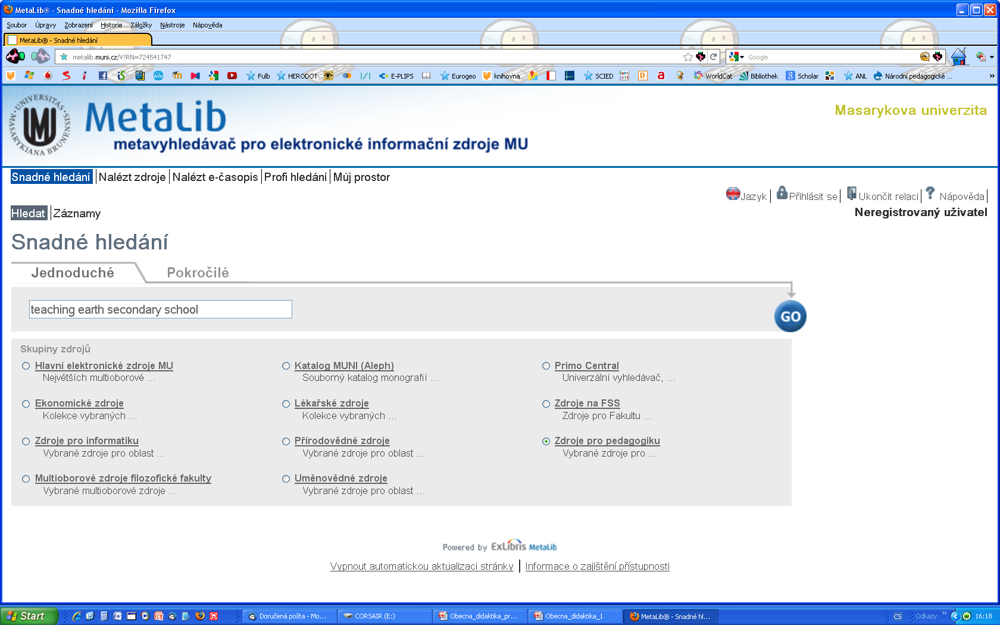 MetaLib® - Snadné hledání - Mozilla Firefox
Soubor Úpravy Zobrazení Historie Záložky Nástroje Nápověda
MetaLib® - Snadné hledání
metalib.muni.cz/V?RN=724541747
Google
Fulb HERODOT E-PLIPS Eurogeo knihovna SCIED WorldCat Bibliothek Scholar ANL Národní pedagogické ...
UNIVERSITAS MASARYKIANA BRUNENSIS
MU
MetaLib
metavyhledávač pro elektronické informační zdroje MU
Masarykova univerzita
Snadné hledání Nalézt zdroje Nalézt e-časopis Profi hledání Můj prostor
Jazyk Přihlásit se Ukončit relaci Nápověda
Neregistrovaný uživatel
Hledat Záznamy
Snadné hledání
Jednoduché Pokročilé
teaching earth secondary school
GO
Skupiny zdrojů
Hlavní elektronické zdroje MU Katalog MUNI (Aleph) Primo Central
Největších multioborové ... Souborný katalog monografií ... Univerzální vyhledávač, ...
Ekonomické zdroje Lékařské zdroje Zdroje na FSS
Kolekce vybraných ... Kolekce vybraných ... Zdroje pro Fakultu ...
Zdroje pro informatiku Přírodovědné zdroje Zdroje pro pedagogiku
Vybrané zdroje pro oblast ... Vybrané zdroje pro oblast ... Vybrané zdroje pro ...
Multioborové zdroje filozofické fakulty Uměnovědné zdroje
Vybrané multioborové zdroje ... Vybrané zdroje pro oblast ...
Powered by ExLibris MetaLib
Vypnout automatickou aktualizaci stránky Informace o zajištění přístupnosti
Start Doručená pošta - Mo... CORSAIR (E:) Obecna_didaktika_pr... Obecna_didaktika_1 MetaLib® - Snadné hl... CS Odkazy 16:18